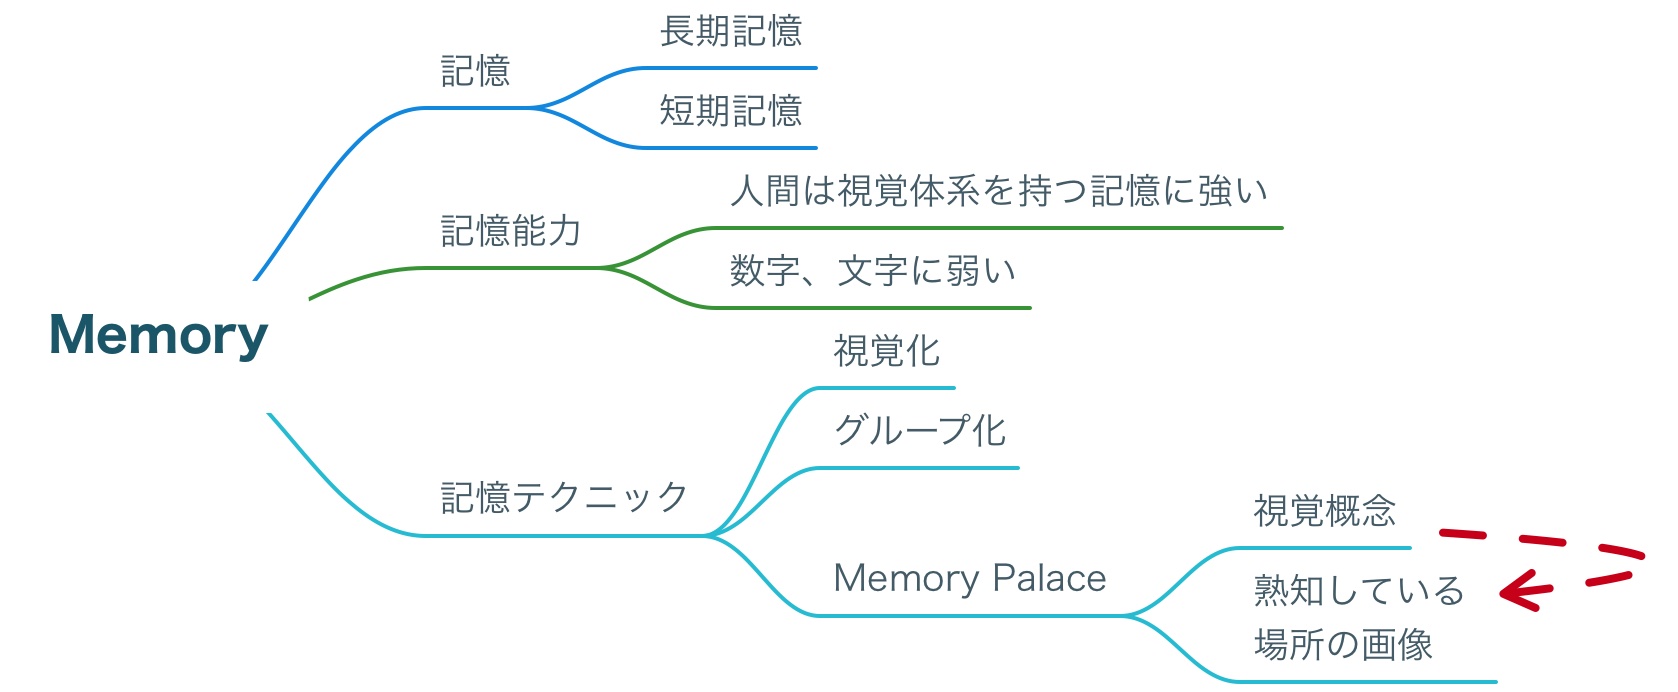 長期記憶
記憶
短期記憶
人間は視覚体系を持つ記憶に強い
記憶能力
数字、文字に弱い
Memory
視覚化
グループ化
記憶テクニック
視覚概念
Memory Palace
熟知している
場所の画像